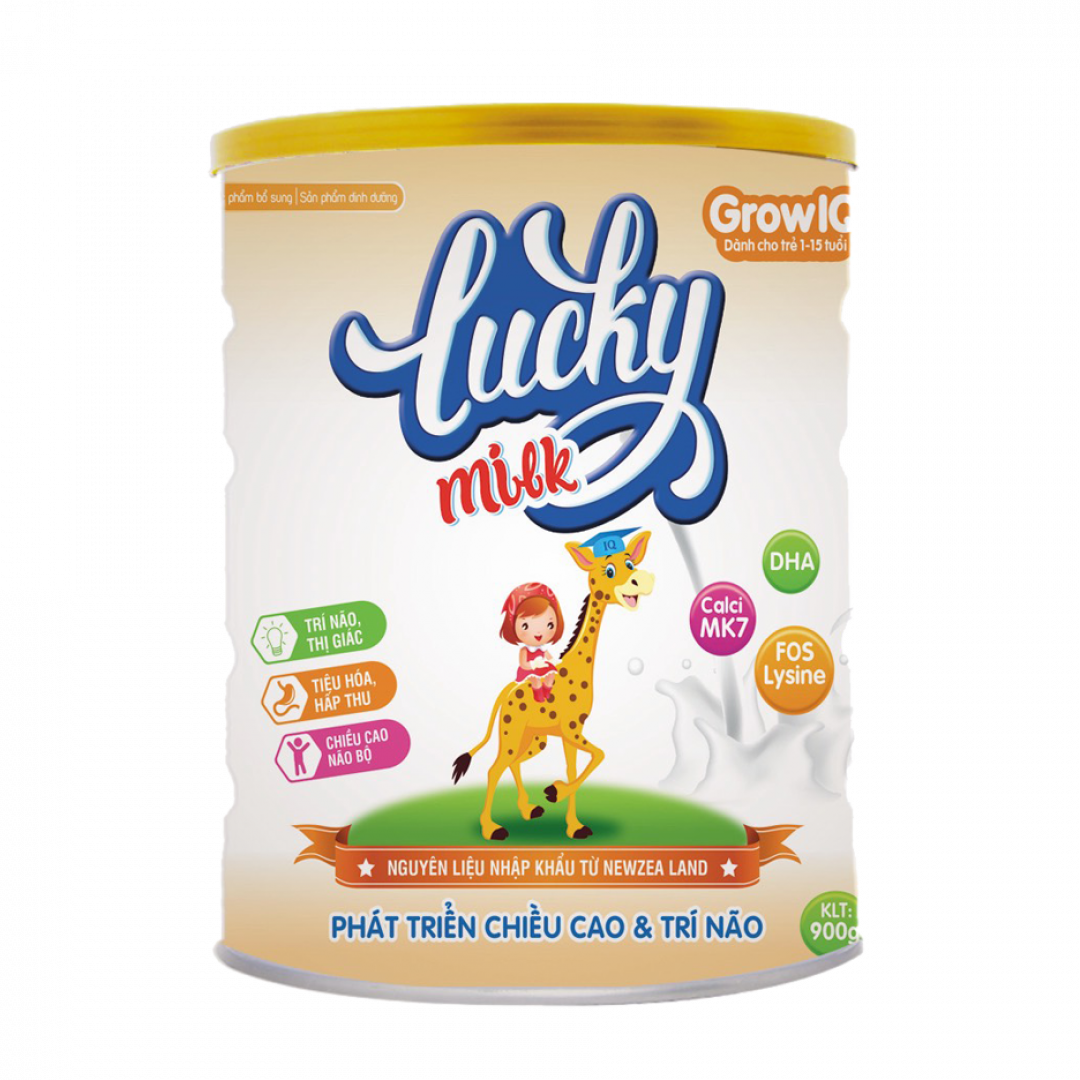 phẩm bổ sung | Sản phẩm dinh dưỡng
GrowIQ
Dành cho trẻ 1-15 tuổi
lucky
milk
IQ
DHA
Calci
MK7
FOS
Lysine
TRÍ NÃO,
THỊ GIÁC
TIÊU HÓA,
HẤP THU
CHIỀU CAO
NÃO BỘ
NGUYÊN LIỆU NHẬP KHẨU TỪ NEWZEA LAND
PHÁT TRIỂN CHIỀU CAO & TRÍ NÃO
KLT:
900g